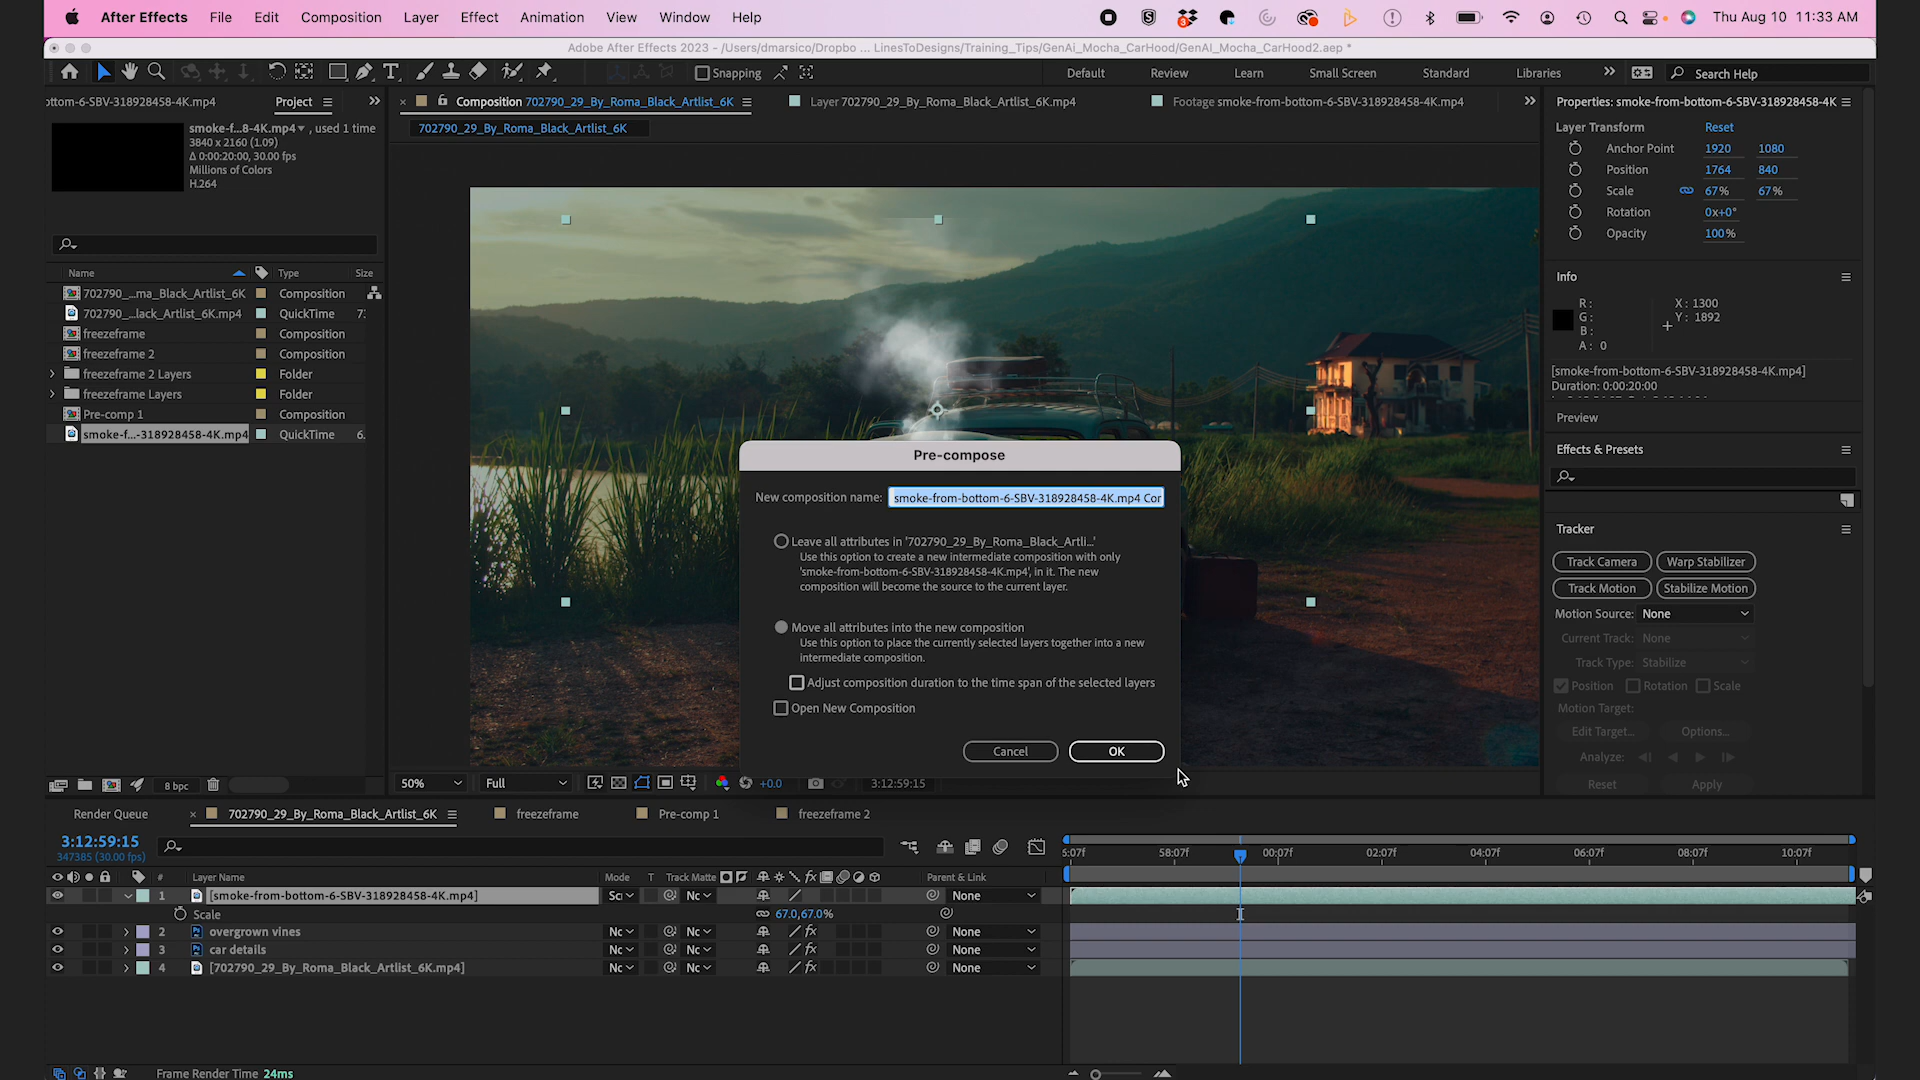 After Effects File Edit Composition Layer Effect Animation View Window Help Thu Aug 10 11:33 AM
Adobe After Effects 2023 - /Users/dmarsico/Dropbo ... LinesToDesigns/Training_Tips/GenAi_Mocha_CarHood/GenAI_Mocha_CarHood2.aep *
Snapping Default Review Learn Small Screen Standard Libraries Search Help
ottom-6-SBV-318928458-4K.mp4 Project
Composition 702790_29_By_Roma_Black_Artlist_6K Layer 702790_29_By_Roma_Black_Artlist_6K.mp4 Footage smoke-from-bottom-6-SBV-318928458-4K.mp4
Properties: smoke-from-bottom-6-SBV-318928458-4K
702790_29_By_Roma_Black_Artlist_6K
smoke-f...8-4K.mp4 , used 1 time
3840 x 2160 (1.09)
Δ 0:00:20:00, 30.00 fps
Millions of Colors
H.264
Name Type Size
702790_...ma_Black_Artlist_6K Composition
702790_...lack_Artlist_6K.mp4 QuickTime 7:
freezeframe Composition
freezeframe 2 Composition
freezeframe 2 Layers Folder
freezeframe Layers Folder
Pre-comp 1 Composition
smoke-f...-318928458-4K.mp4 QuickTime 6.
8 bpc
Layer Transform Reset
Anchor Point 1920 1080
Position 1764 840
Scale 67% 67%
Rotation 0x+0°
Opacity 100%
Info
R: X: 1300
G: Y: 1892
B:
A: 0
[smoke-from-bottom-6-SBV-318928458-4K.mp4]
Duration: 0:00:20:00
Preview
Effects & Presets
Tracker
Track Camera Warp Stabilizer
Track Motion Stabilize Motion
Motion Source: None
Current Track: None
Track Type: Stabilize
Position Rotation Scale
Motion Target:
Edit Target... Options...
Analyze:
Reset Apply
Pre-compose
New composition name: smoke-from-bottom-6-SBV-318928458-4K.mp4 Cor
Leave all attributes in '702790_29_By_Roma_Black_Artli...'
Use this option to create a new intermediate composition with only
'smoke-from-bottom-6-SBV-318928458-4K.mp4', in it. The new
composition will become the source to the current layer.
Move all attributes into the new composition
Use this option to place the currently selected layers together into a new
intermediate composition.
Adjust composition duration to the time span of the selected layers
Open New Composition
Cancel OK
50% Full +0.0 3:12:59:15
Render Queue 702790_29_By_Roma_Black_Artlist_6K freezeframe Pre-comp 1 freezeframe 2
3:12:59:15
347385 (30.00 fps)
5:07f 58:07f 00:07f 02:07f 04:07f 06:07f 08:07f 10:07f
# Layer Name Mode T Track Matte fx Parent & Link
1 [smoke-from-bottom-6-SBV-318928458-4K.mp4] Sc Nc None
Scale 67.0,67.0%
2 overgrown vines Nc Nc fx None
3 car details Nc Nc fx None
4 [702790_29_By_Roma_Black_Artlist_6K.mp4] Nc Nc fx None
Frame Render Time 24ms